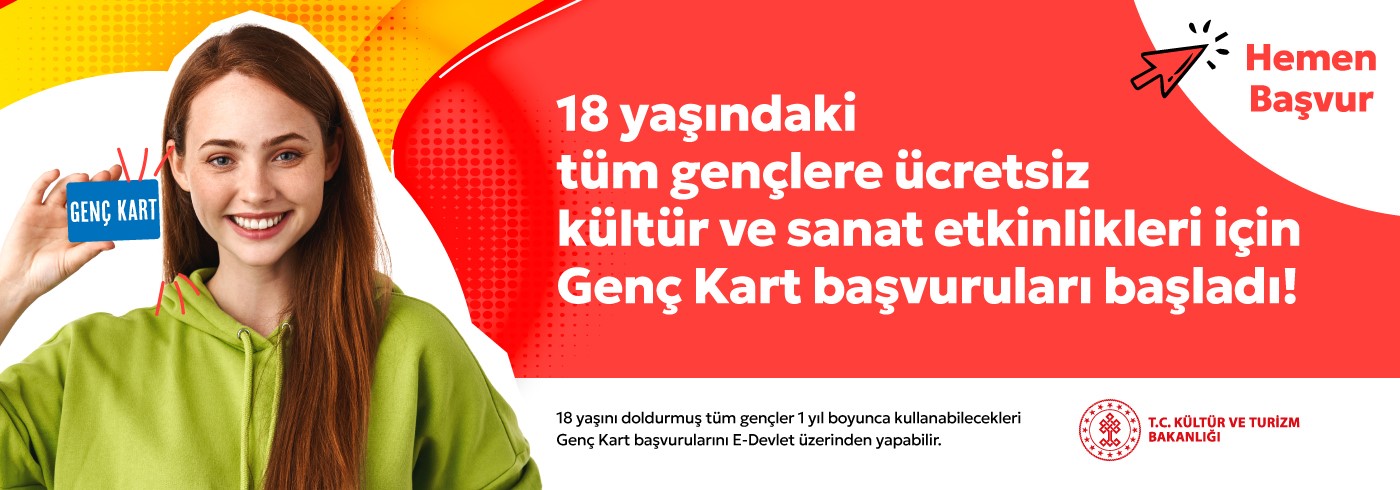 Hemen
Başvur
18 yaşındaki
tüm gençlere ücretsiz
kültür ve sanat etkinlikleri için
Genç Kart başvuruları başladı!
GENÇ KART
18 yaşını doldurmuş tüm gençler 1 yıl boyunca kullanabilecekleri
Genç Kart başvurularını E-Devlet üzerinden yapabilir.
T.C. KÜLTÜR VE TURİZM
BAKANLIĞI